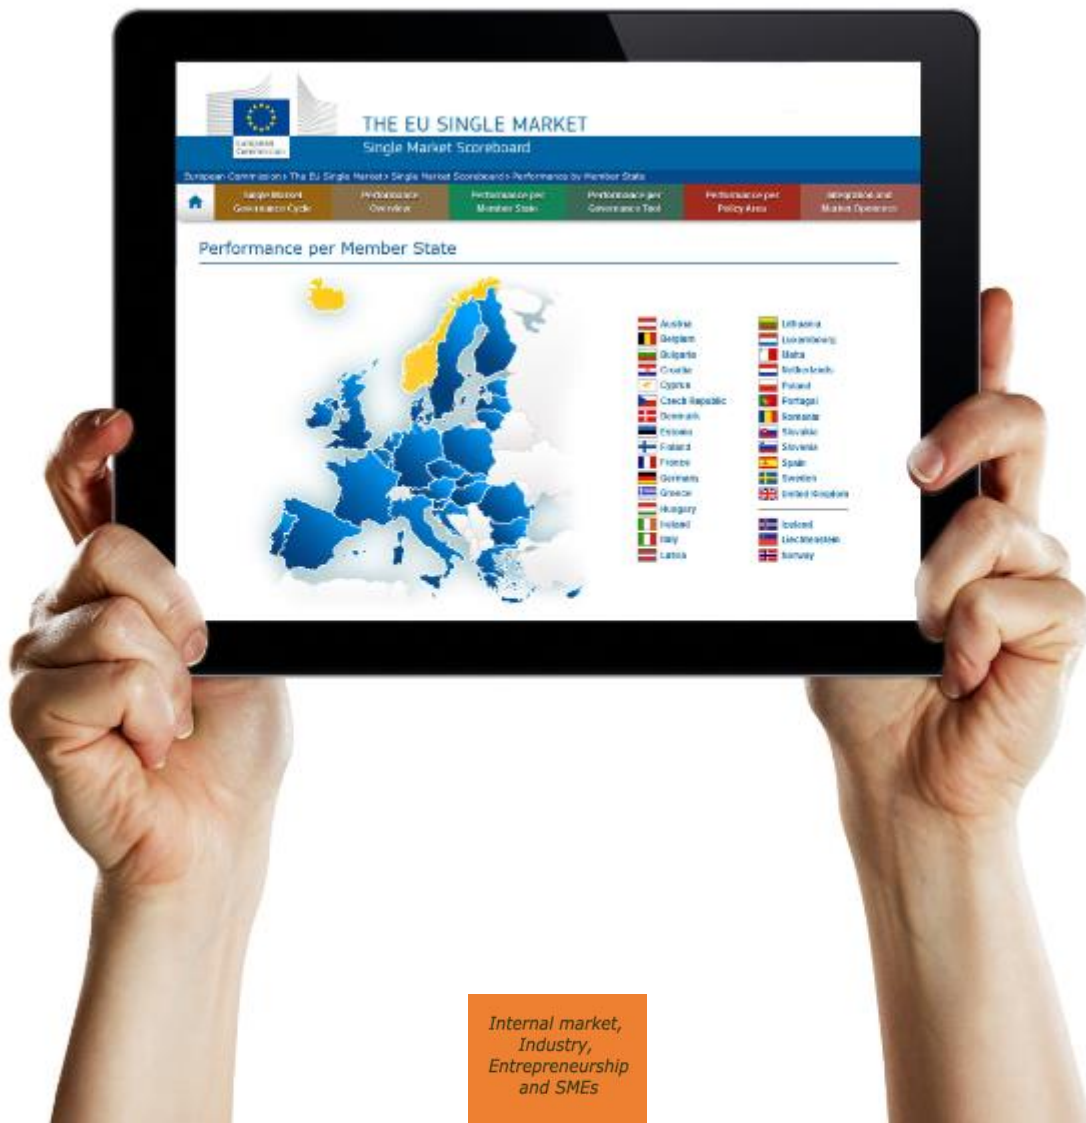 THE EU SINGLE MARKET
European
Commission
Single Market Scoreboard
European Commission› The EU Single Market› Single Market Scoreboard› Performance by Member State
Single Market
Governance Cycle
Performance
Overview
Performance per
Member State
Performance per
Governance Tool
Performance per
Policy Area
Integration and
Market Openness
Performance per Member State
Austria
Belgium
Bulgaria
Croatia
Cyprus
Czech Republic
Denmark
Estonia
Finland
France
Germany
Greece
Hungary
Ireland
Italy
Latvia
Lithuania
Luxembourg
Malta
Netherlands
Poland
Portugal
Romania
Slovakia
Slovenia
Spain
Sweden
United Kingdom
Iceland
Liechtenstein
Norway
Internal market,
Industry,
Entrepreneurship
and SMEs